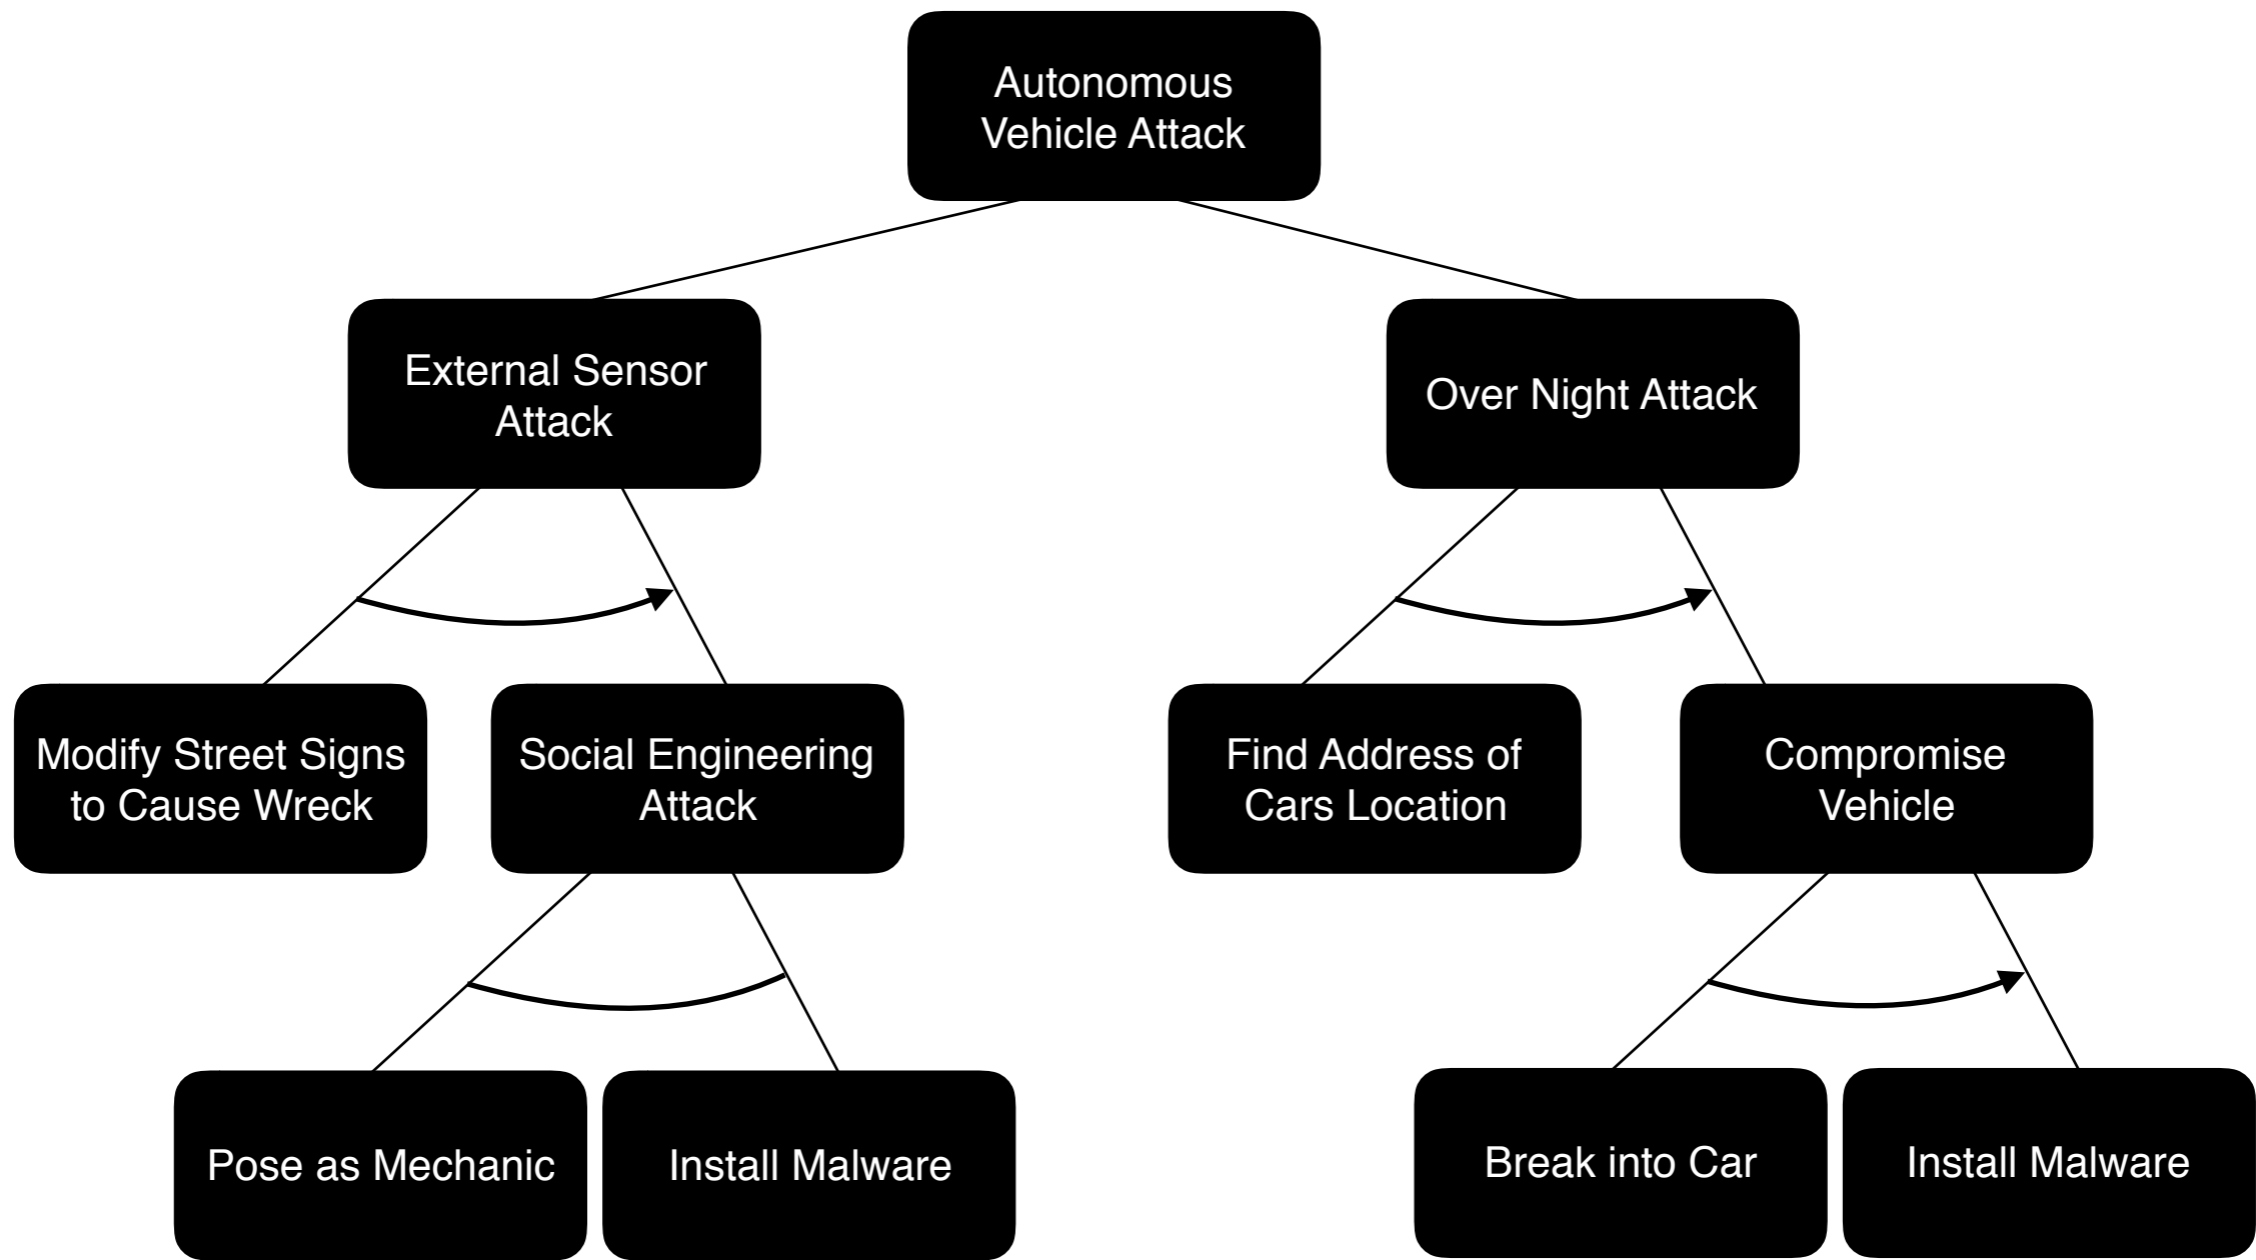 Autonomous
Vehicle Attack
External Sensor
Attack
Over Night Attack
Modify Street Signs
to Cause Wreck
Social Engineering
Attack
Find Address of
Cars Location
Compromise
Vehicle
Pose as Mechanic
Install Malware
Break into Car
Install Malware